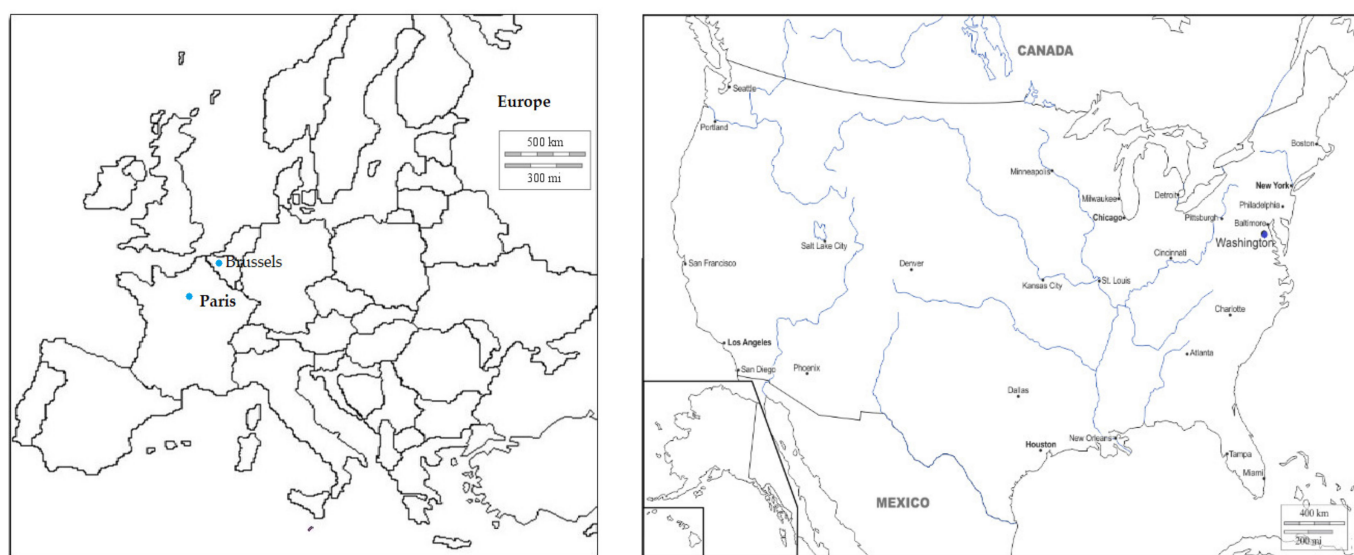 Europe
500 km
300 mi
Brussels
Paris
CANADA
Seattle
Portland
Minneapolis
Milwaukee
Chicago
Detroit
Boston
New York
Philadelphia
Pittsburgh
Baltimore
Washington
Salt Lake City
San Francisco
Denver
Cincinnati
Kansas City
St. Louis
Charlotte
Los Angeles
San Diego
Phoenix
Atlanta
Dallas
Houston
New Orleans
Tampa
Miami
MEXICO
400 km
200 mi